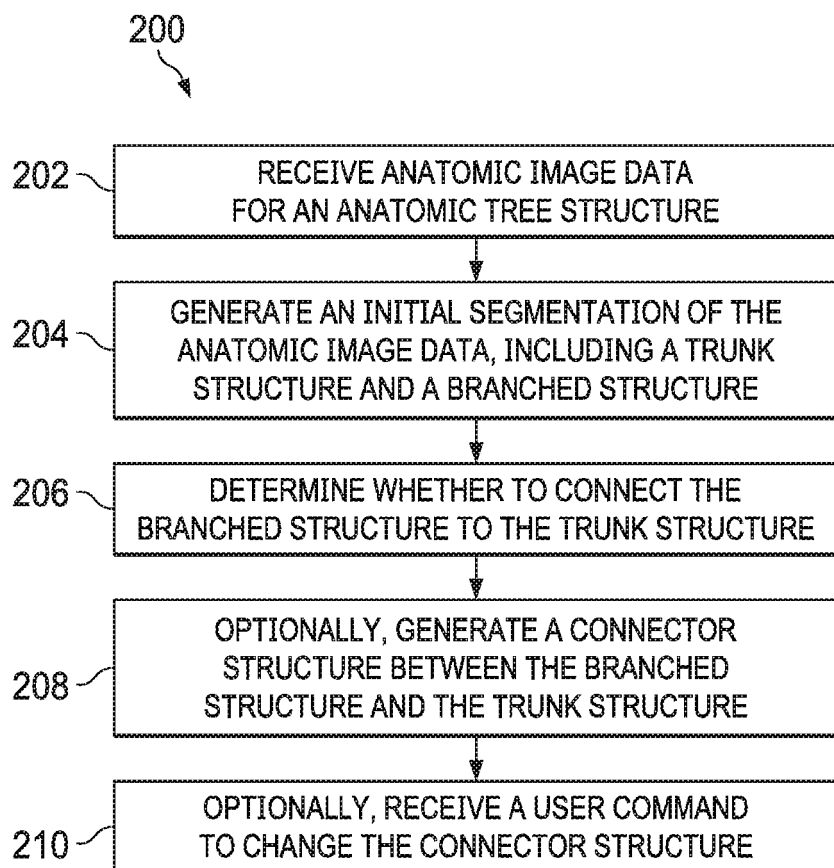 200
202
RECEIVE ANATOMIC IMAGE DATA
FOR AN ANATOMIC TREE STRUCTURE
204
GENERATE AN INITIAL SEGMENTATION OF THE
ANATOMIC IMAGE DATA, INCLUDING A TRUNK
STRUCTURE AND A BRANCHED STRUCTURE
206
DETERMINE WHETHER TO CONNECT THE
BRANCHED STRUCTURE TO THE TRUNK STRUCTURE
208
OPTIONALLY, GENERATE A CONNECTOR
STRUCTURE BETWEEN THE BRANCHED
STRUCTURE AND THE TRUNK STRUCTURE
210
OPTIONALLY, RECEIVE A USER COMMAND
TO CHANGE THE CONNECTOR STRUCTURE